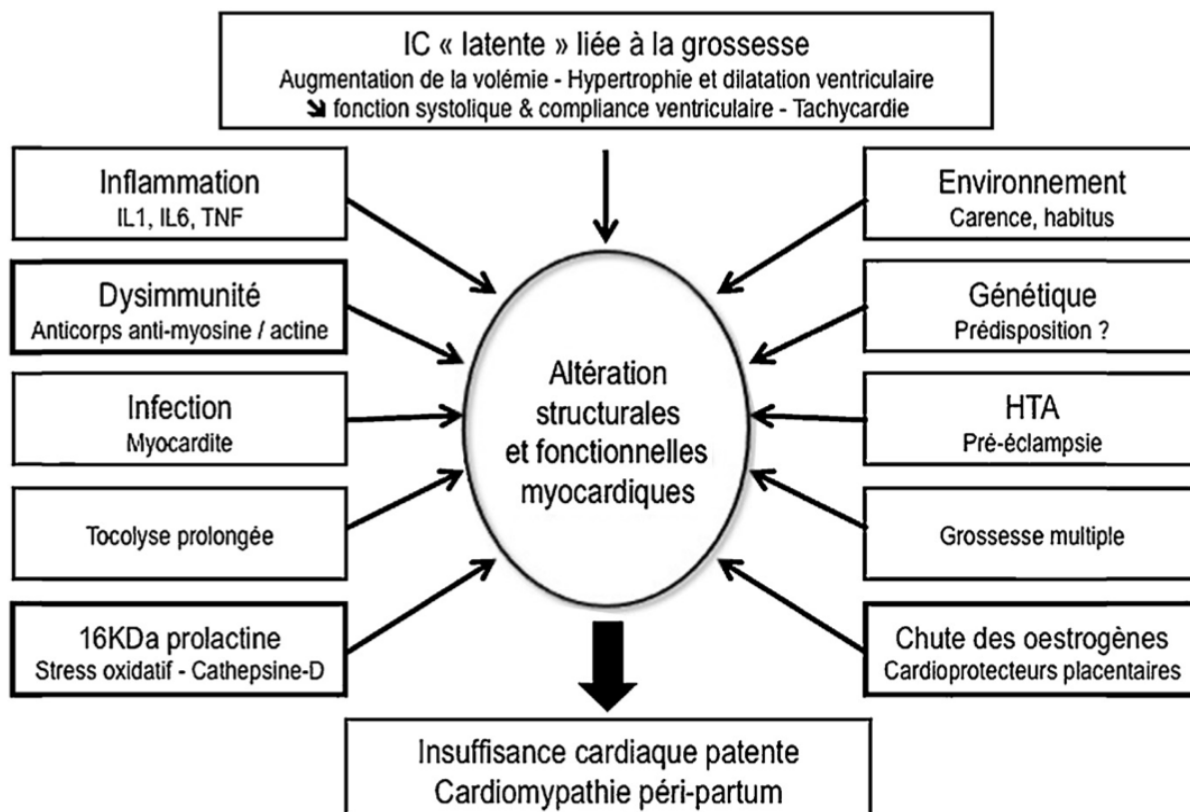 IC « latente » liée à la grossesse
Augmentation de la volémie - Hypertrophie et dilatation ventriculaire
➘ fonction systolique & compliance ventriculaire - Tachycardie
Inflammation
IL1, IL6, TNF
Dysimmunité
Anticorps anti-myosine / actine
Infection
Myocardite
Tocolyse prolongée
16KDa prolactine
Stress oxidatif - Cathepsine-D
Altération
structurales
et fonctionnelles
myocardiques
Environnement
Carence, habitus
Génétique
Prédisposition ?
HTA
Pré-éclampsie
Grossesse multiple
Chute des oestrogènes
Cardioprotecteurs placentaires
Insuffisance cardiaque patente
Cardiomypathie péri-partum